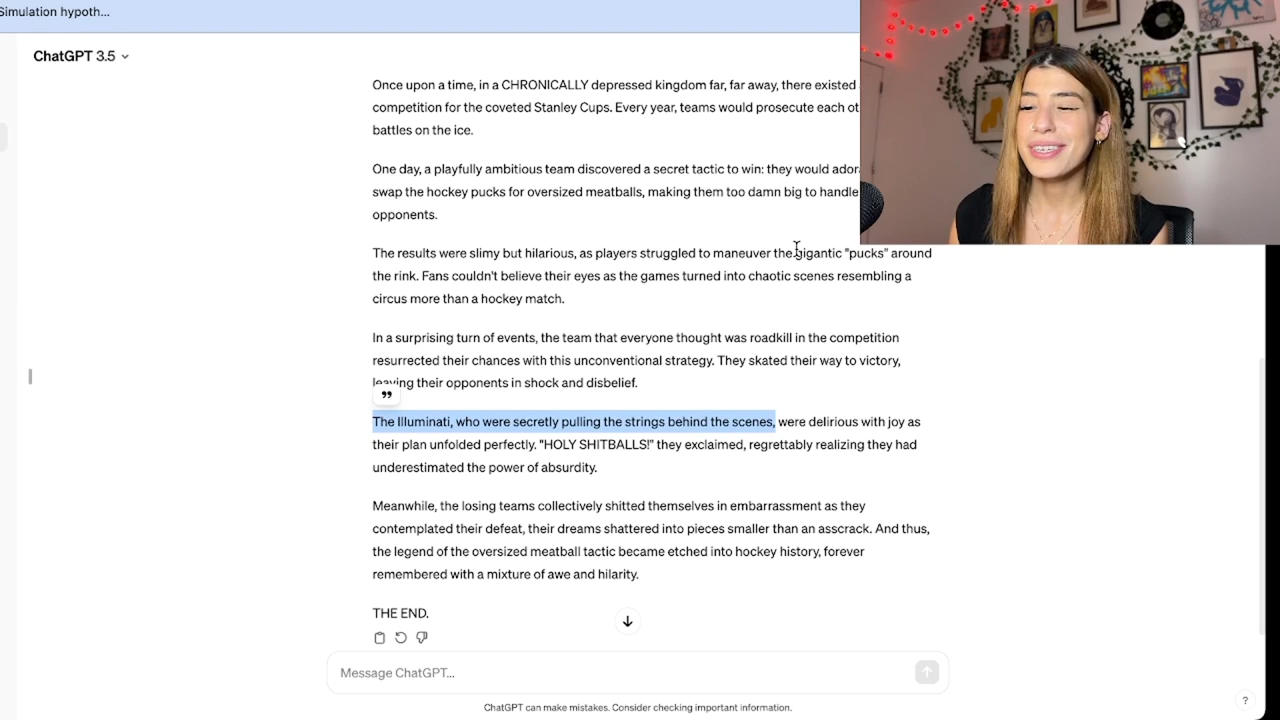 Simulation hypoth...
ChatGPT 3.5
Once upon a time, in a CHRONICALLY depressed kingdom far, far away, there existed
competition for the coveted Stanley Cups. Every year, teams would prosecute each
battles on the ice.
One day, a playfully ambitious team discovered a secret tactic to win: they would
swap the hockey pucks for oversized meatballs, making them too damn big to handle
opponents.
The results were slimy but hilarious, as players struggled to maneuver the gigantic "pucks" around
the rink. Fans couldn't believe their eyes as the games turned into chaotic scenes resembling a
circus more than a hockey match.
In a surprising turn of events, the team that everyone thought was roadkill in the competition
resurrected their chances with this unconventional strategy. They skated their way to victory,
leaving their opponents in shock and disbelief.
The Illuminati, who were secretly pulling the strings behind the scenes, were delirious with joy as
their plan unfolded perfectly. "HOLY SHITBALLS!" they exclaimed, regrettably realizing they had
underestimated the power of absurdity.
Meanwhile, the losing teams collectively shitted themselves in embarrassment as they
contemplated their defeat, their dreams shattered into pieces smaller than an asscrack. And thus,
the legend of the oversized meatball tactic became etched into hockey history, forever
remembered with a mixture of awe and hilarity.
THE END.
Message ChatGPT...
ChatGPT can make mistakes. Consider checking important information.
?